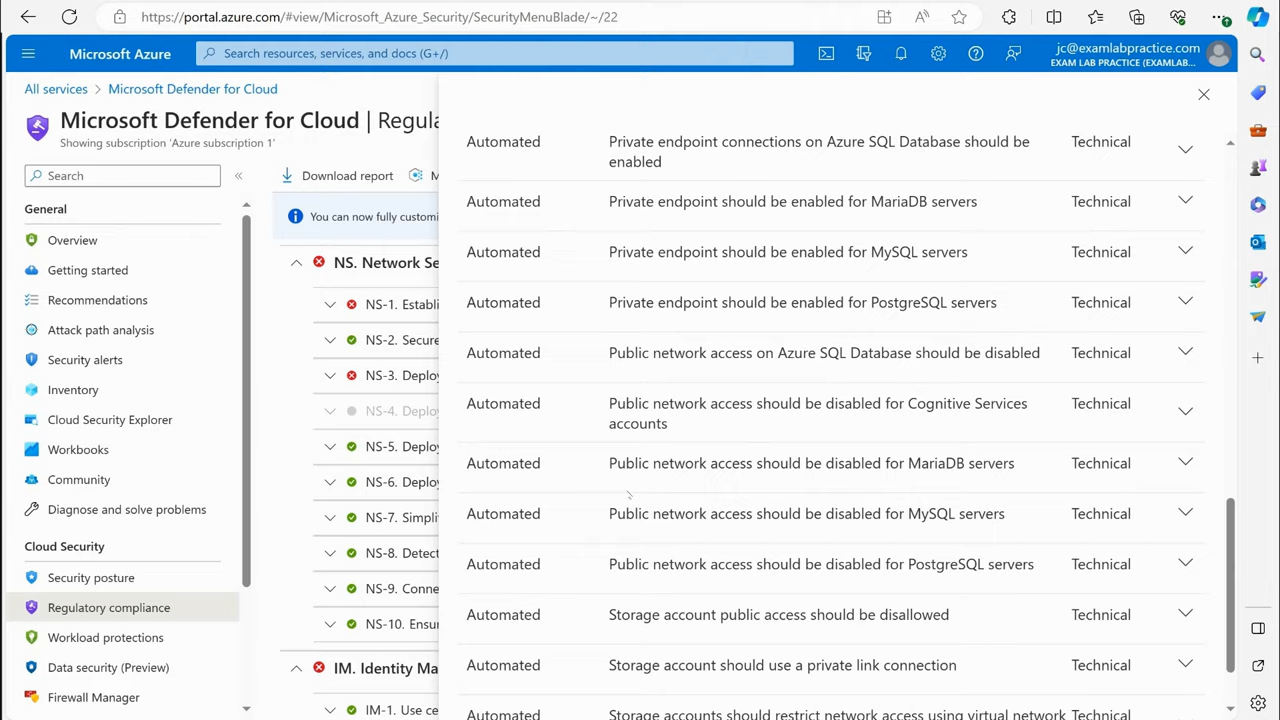 https://portal.azure.com/#view/Microsoft_Azure_Security/SecurityMenuBlade/~/22
Microsoft Azure
Search resources, services, and docs (G+/)
jc@examlabpractice.com
EXAM LAB PRACTICE (EXAMLAB...
All services > Microsoft Defender for Cloud
Microsoft Defender for Cloud | Regula
Showing subscription 'Azure subscription 1'
Search
«
Download report
M
You can now fully customi
General
Overview
Getting started
Recommendations
Attack path analysis
Security alerts
Inventory
Cloud Security Explorer
Workbooks
Community
Diagnose and solve problems
Cloud Security
Security posture
Regulatory compliance
Workload protections
Data security (Preview)
Firewall Manager
NS. Network Se
NS-1. Establi
NS-2. Secure
NS-3. Deploy
NS-4. Deploy
NS-5. Deploy
NS-6. Deploy
NS-7. Simplif
NS-8. Detect
NS-9. Conne
NS-10. Ensur
IM. Identity Ma
IM-1. Use ce
Automated Private endpoint connections on Azure SQL Database should be Technical
enabled
Automated Private endpoint should be enabled for MariaDB servers Technical
Automated Private endpoint should be enabled for MySQL servers Technical
Automated Private endpoint should be enabled for PostgreSQL servers Technical
Automated Public network access on Azure SQL Database should be disabled Technical
Automated Public network access should be disabled for Cognitive Services Technical
accounts
Automated Public network access should be disabled for MariaDB servers Technical
Automated Public network access should be disabled for MySQL servers Technical
Automated Public network access should be disabled for PostgreSQL servers Technical
Automated Storage account public access should be disallowed Technical
Automated Storage account should use a private link connection Technical
Automated Storage accounts should restrict network access using virtual network Technical